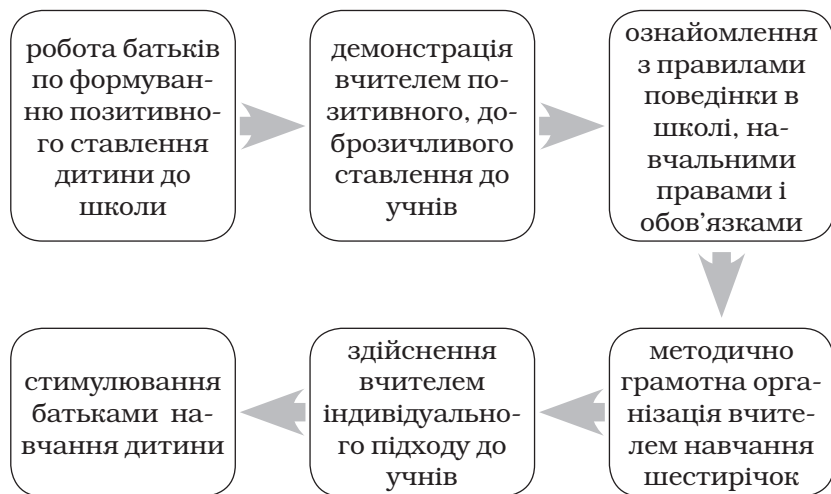 робота батьків
по формуван-
ню позитивно-
го ставлення
дитини до
школи
демонстрація
вчителем по-
зитивного, до-
брозичливого
ставлення до
учнів
ознайомлення
з правилами
поведінки в
школі, на-
вчальними
правами і
обов’язками
методично
грамотна орга-
нізація вчите-
лем навчання
шестирічок
здійснення
вчителем
індивідуально-
го підходу до
учнів
стимулювання
батьками на-
вчання дитини